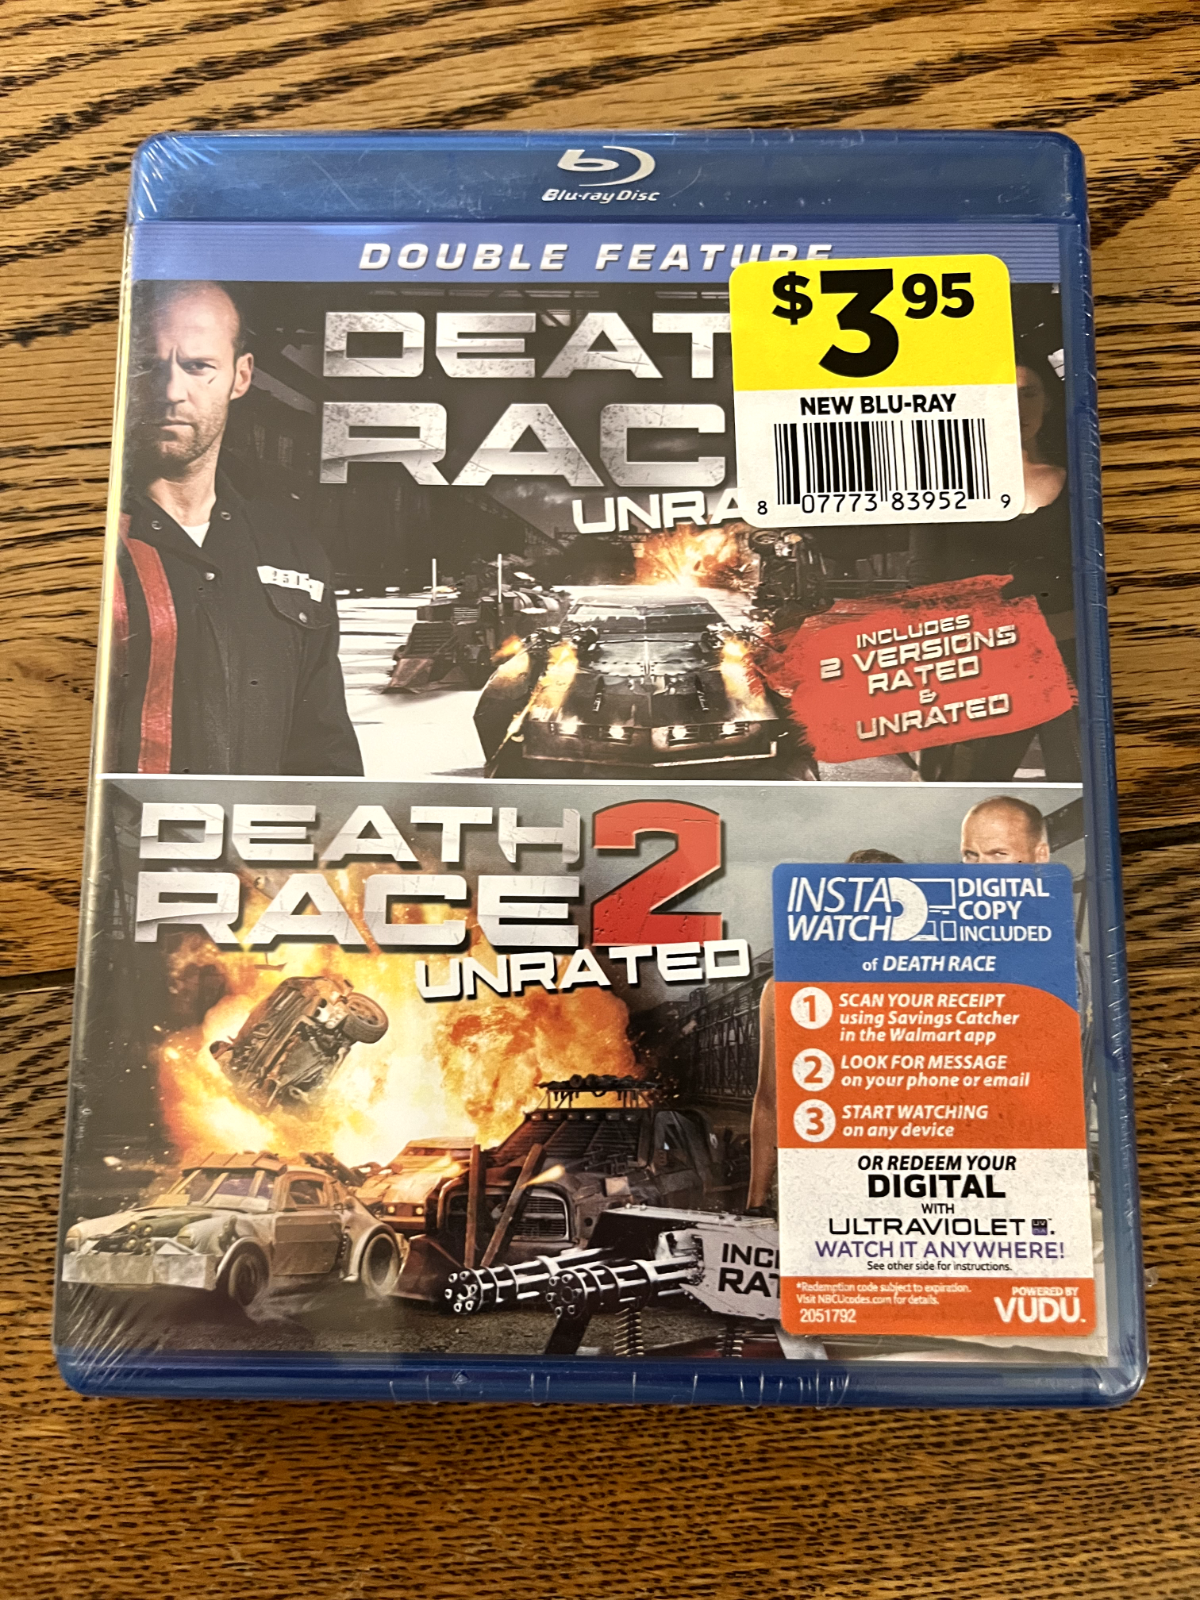 Blu-ray Disc
DOUBLE FEATURE
DEAT
RAC
UNRA
$3.95
NEW BLU-RAY
8 07773 83952 9
INCLUDES
2 VERSIONS
RATED
&
UNRATED
DEATH
RACE 2
UNRATED
INSTA
WATCH
DIGITAL
COPY
INCLUDED
of DEATH RACE
1 SCAN YOUR RECEIPT
using Savings Catcher
in the Walmart app
2 LOOK FOR MESSAGE
on your phone or email
3 START WATCHING
on any device
OR REDEEM YOUR
DIGITAL
WITH
ULTRAVIOLET UV
WATCH IT ANYWHERE!
See other side for instructions.
*Redemption code subject to expiration.
Visit NBCUcodes.com for details.
2051792
POWERED BY
VUDU
INCL
RAT